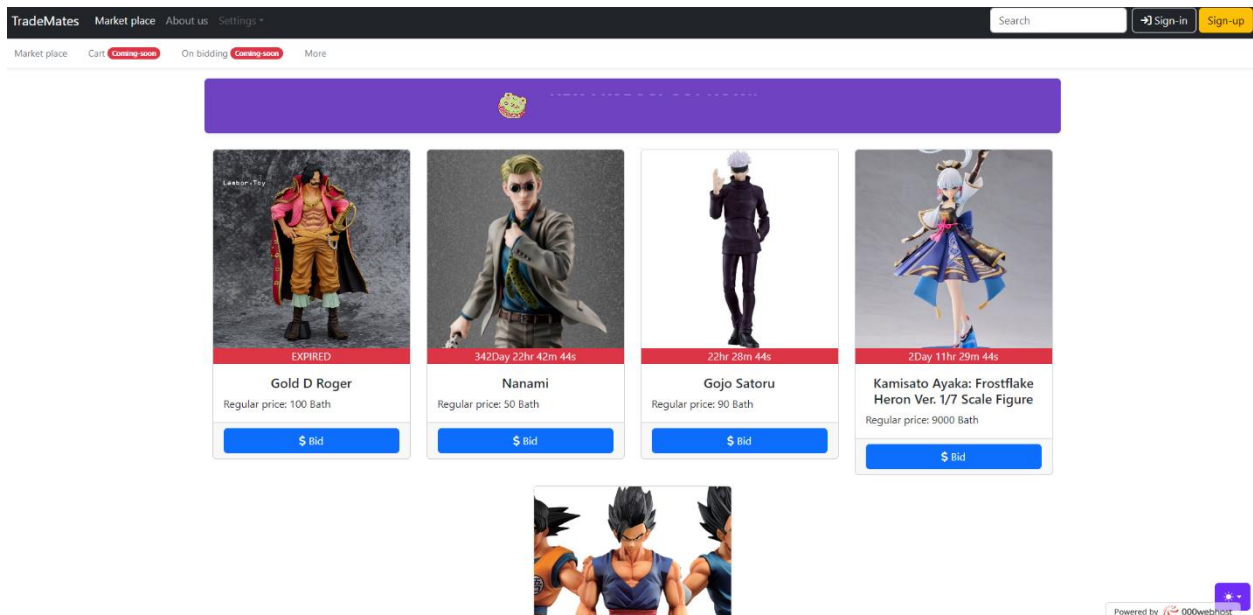 TradeMates Market place About us Settings Search Sign-in Sign-up
Market place Cart Coming-soon On bidding Coming-soon More
Lambor.Toy
EXPIRED 342Day 22hr 42m 44s 22hr 28m 44s 2Day 11hr 29m 44s
Gold D Roger
Regular price: 100 Bath
$ Bid
Nanami
Regular price: 50 Bath
$ Bid
Gojo Satoru
Regular price: 90 Bath
$ Bid
Kamisato Ayaka: Frostflake
Heron Ver. 1/7 Scale Figure
Regular price: 9000 Bath
$ Bid
Powered by 000webhost